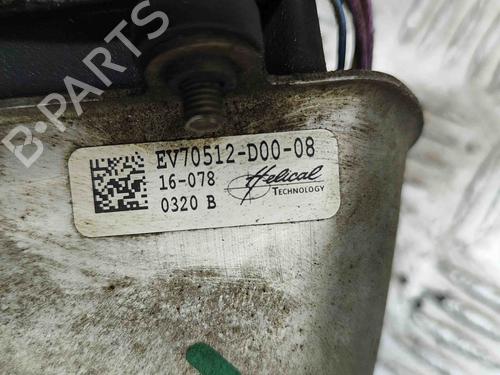 B-PARTS
EV70512-D00-08
16-078
0320 B
Helical
TECHNOLOGY